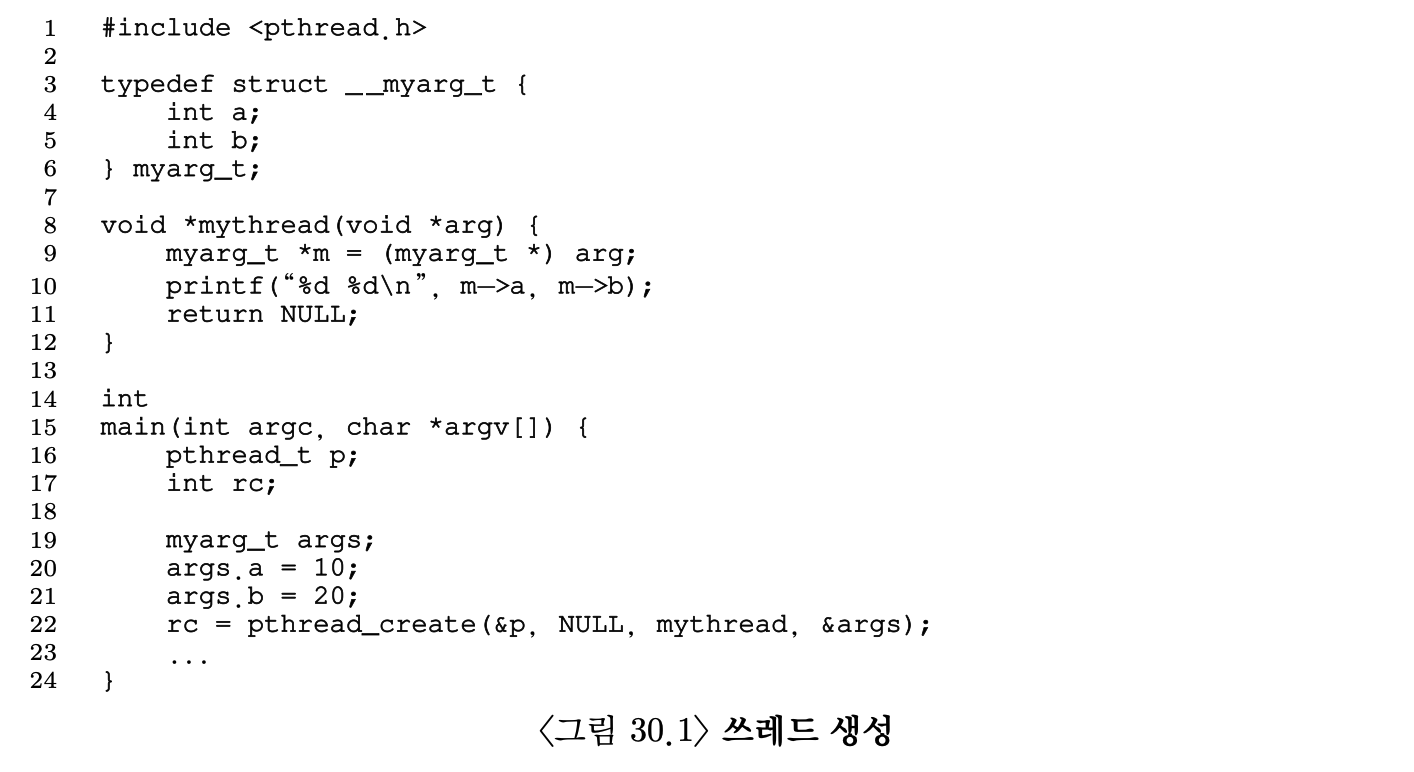 1 #include <pthread.h>
2
3 typedef struct __myarg_t {
4 int a;
5 int b;
6 } myarg_t;
7
8 void *mythread(void *arg) {
9 myarg_t *m = (myarg_t *) arg;
10 printf(“%d %d\n”, m—>a, m—>b);
11 return NULL;
12 }
13
14 int
15 main(int argc, char *argv[]) {
16 pthread_t p;
17 int rc;
18
19 myarg_t args;
20 args.a = 10;
21 args.b = 20;
22 rc = pthread_create(&p, NULL, mythread, &args);
23 ...
24 }
〈그림 30.1〉 쓰레드 생성